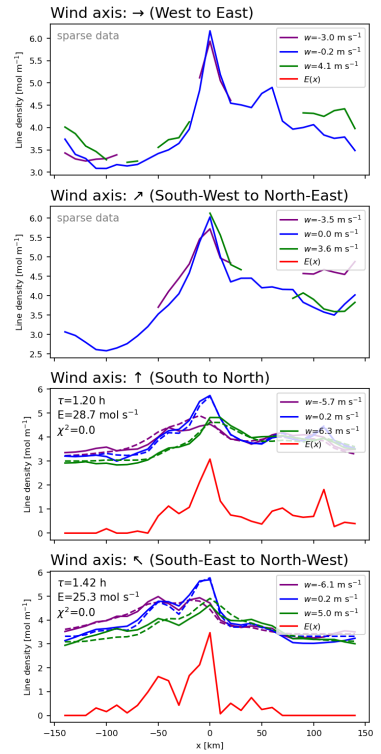 Wind axis: → (West to East)
sparse data
w=-3.0 m s⁻¹
w=-0.2 m s⁻¹
w=4.1 m s⁻¹
E(x)
Line density [mol m⁻¹]
6.0
5.5
5.0
4.5
4.0
3.5
3.0
Wind axis: ↗ (South-West to North-East)
sparse data
w=-3.5 m s⁻¹
w=0.0 m s⁻¹
w=3.6 m s⁻¹
E(x)
Line density [mol m⁻¹]
6.0
5.5
5.0
4.5
4.0
3.5
3.0
2.5
Wind axis: ↑ (South to North)
τ=1.20 h
E=28.7 mol s⁻¹
χ²=0.0
w=-5.7 m s⁻¹
w=0.2 m s⁻¹
w=6.3 m s⁻¹
E(x)
Line density [mol m⁻¹]
6
5
4
3
2
1
0
Wind axis: ↖ (South-East to North-West)
τ=1.42 h
E=25.3 mol s⁻¹
χ²=0.0
w=-6.1 m s⁻¹
w=0.2 m s⁻¹
w=5.0 m s⁻¹
E(x)
Line density [mol m⁻¹]
6
5
4
3
2
1
0
−150 −100 −50 0 50 100 150
x [km]